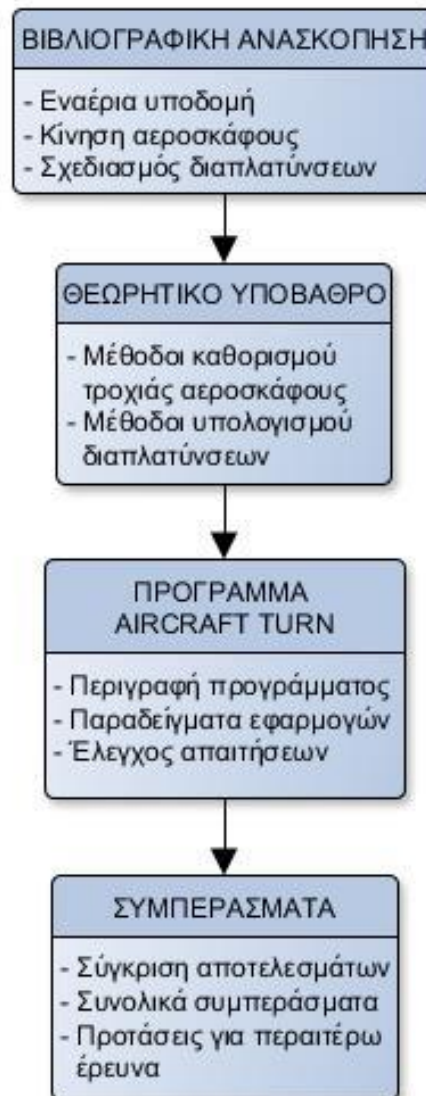 ΒΙΒΛΙΟΓΡΑΦΙΚΗ ΑΝΑΣΚΟΠΗΣΗ
- Εναέρια υποδομή
- Κίνηση αεροσκάφους
- Σχεδιασμός διαπλατύνσεων
ΘΕΩΡΗΤΙΚΟ ΥΠΟΒΑΘΡΟ
- Μέθοδοι καθορισμού
τροχιάς αεροσκάφους
- Μέθοδοι υπολογισμού
διαπλατύνσεων
ΠΡΟΓΡΑΜΜΑ
AIRCRAFT TURN
- Περιγραφή προγράμματος
- Παραδείγματα εφαρμογών
- Έλεγχος απαιτήσεων
ΣΥΜΠΕΡΑΣΜΑΤΑ
- Σύγκριση αποτελεσμάτων
- Συνολικά συμπεράσματα
- Προτάσεις για περαιτέρω
έρευνα